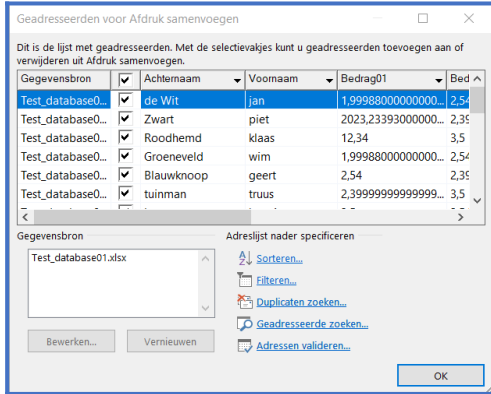 Geadresseerden voor Afdruk samenvoegen
Dit is de lijst met geadresseerden. Met de selectievakjes kunt u geadresseerden toevoegen aan of
verwijderen uit Afdruk samenvoegen.
Gegevensbron Achternaam Voornaam Bedrag01 Bed
Test_database0... de Wit jan 1,99988000000000... 2,54
Test_database0... Zwart piet 2023,23393000000... 2,39
Test_database0... Roodhemd klaas 12,34 3,5
Test_database0... Groeneveld wim 1,99988000000000... 2,54
Test_database0... Blauwknoop geert 2,54 2,39
Test_database0... tuinman truus 2,39999999999999... 3,5
Gegevensbron
Test_database01.xlsx
Bewerken...
Vernieuwen
Adreslijst nader specificeren
Sorteren...
Filteren...
Duplicaten zoeken...
Geadresseerde zoeken...
Adressen valideren...
OK